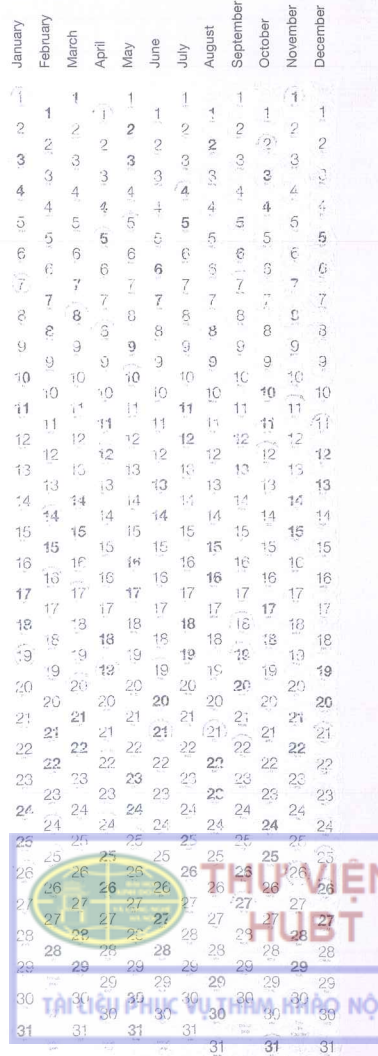 January February March April May June July August September October November December
1 1 1 1 1 1
1 1 1 1 1 1
2 2 2 2 2 2
2 2 2 2 2 2
3 3 3 3 3 3
3 3 3 3 3 3
4 4 4 4 4 4
4 4 4 4 4 4
5 5 5 5 5 5
5 5 5 5 5 5
6 6 6 6 6 6
6 6 6 6 6 6
7 7 7 7 7 7
7 7 7 7 7 7
8 8 8 8 8 8
8 8 8 8 8 8
9 9 9 9 9 9
9 9 9 9 9 9
10 10 10 10 10 10
10 10 10 10 10 10
11 11 11 11 11 11
11 11 11 11 11 11
12 12 12 12 12 12
12 12 12 12 12 12
13 13 13 13 13 13
13 13 13 13 13 13
14 14 14 14 14 14
14 14 14 14 14 14
15 15 15 15 15 15
15 15 15 15 15 15
16 16 16 16 16 16
16 16 16 16 16 16
17 17 17 17 17 17
17 17 17 17 17 17
18 18 18 18 18 18
18 18 18 18 18 18
19 19 19 19 19 19
19 19 19 19 19 19
20 20 20 20 20 20
20 20 20 20 20 20
21 21 21 21 21 21
21 21 21 21 21 21
22 22 22 22 22 22
22 22 22 22 22 22
23 23 23 23 23 23
23 23 23 23 23 23
24 24 24 24 24 24
24 24 24 24 24 24
25 25 25 25 25 25
25 25 25 25 25 25
26 26 26 26 26 26
26 26 26 26 26 26
27 27 27 27 27 27
27 27 27 27 27 27
28 28 28 28 28 28
28 28 28 28 28 28
29 29 29 29 29 29
29 29 29 29 29
30 30 30 30 30 30
30 30 30 30 30
31 31 31 31
31 31 31
THƯ VIỆN
HUBT
TÀI LIỆU PHỤC VỤ THAM KHẢO NỘ